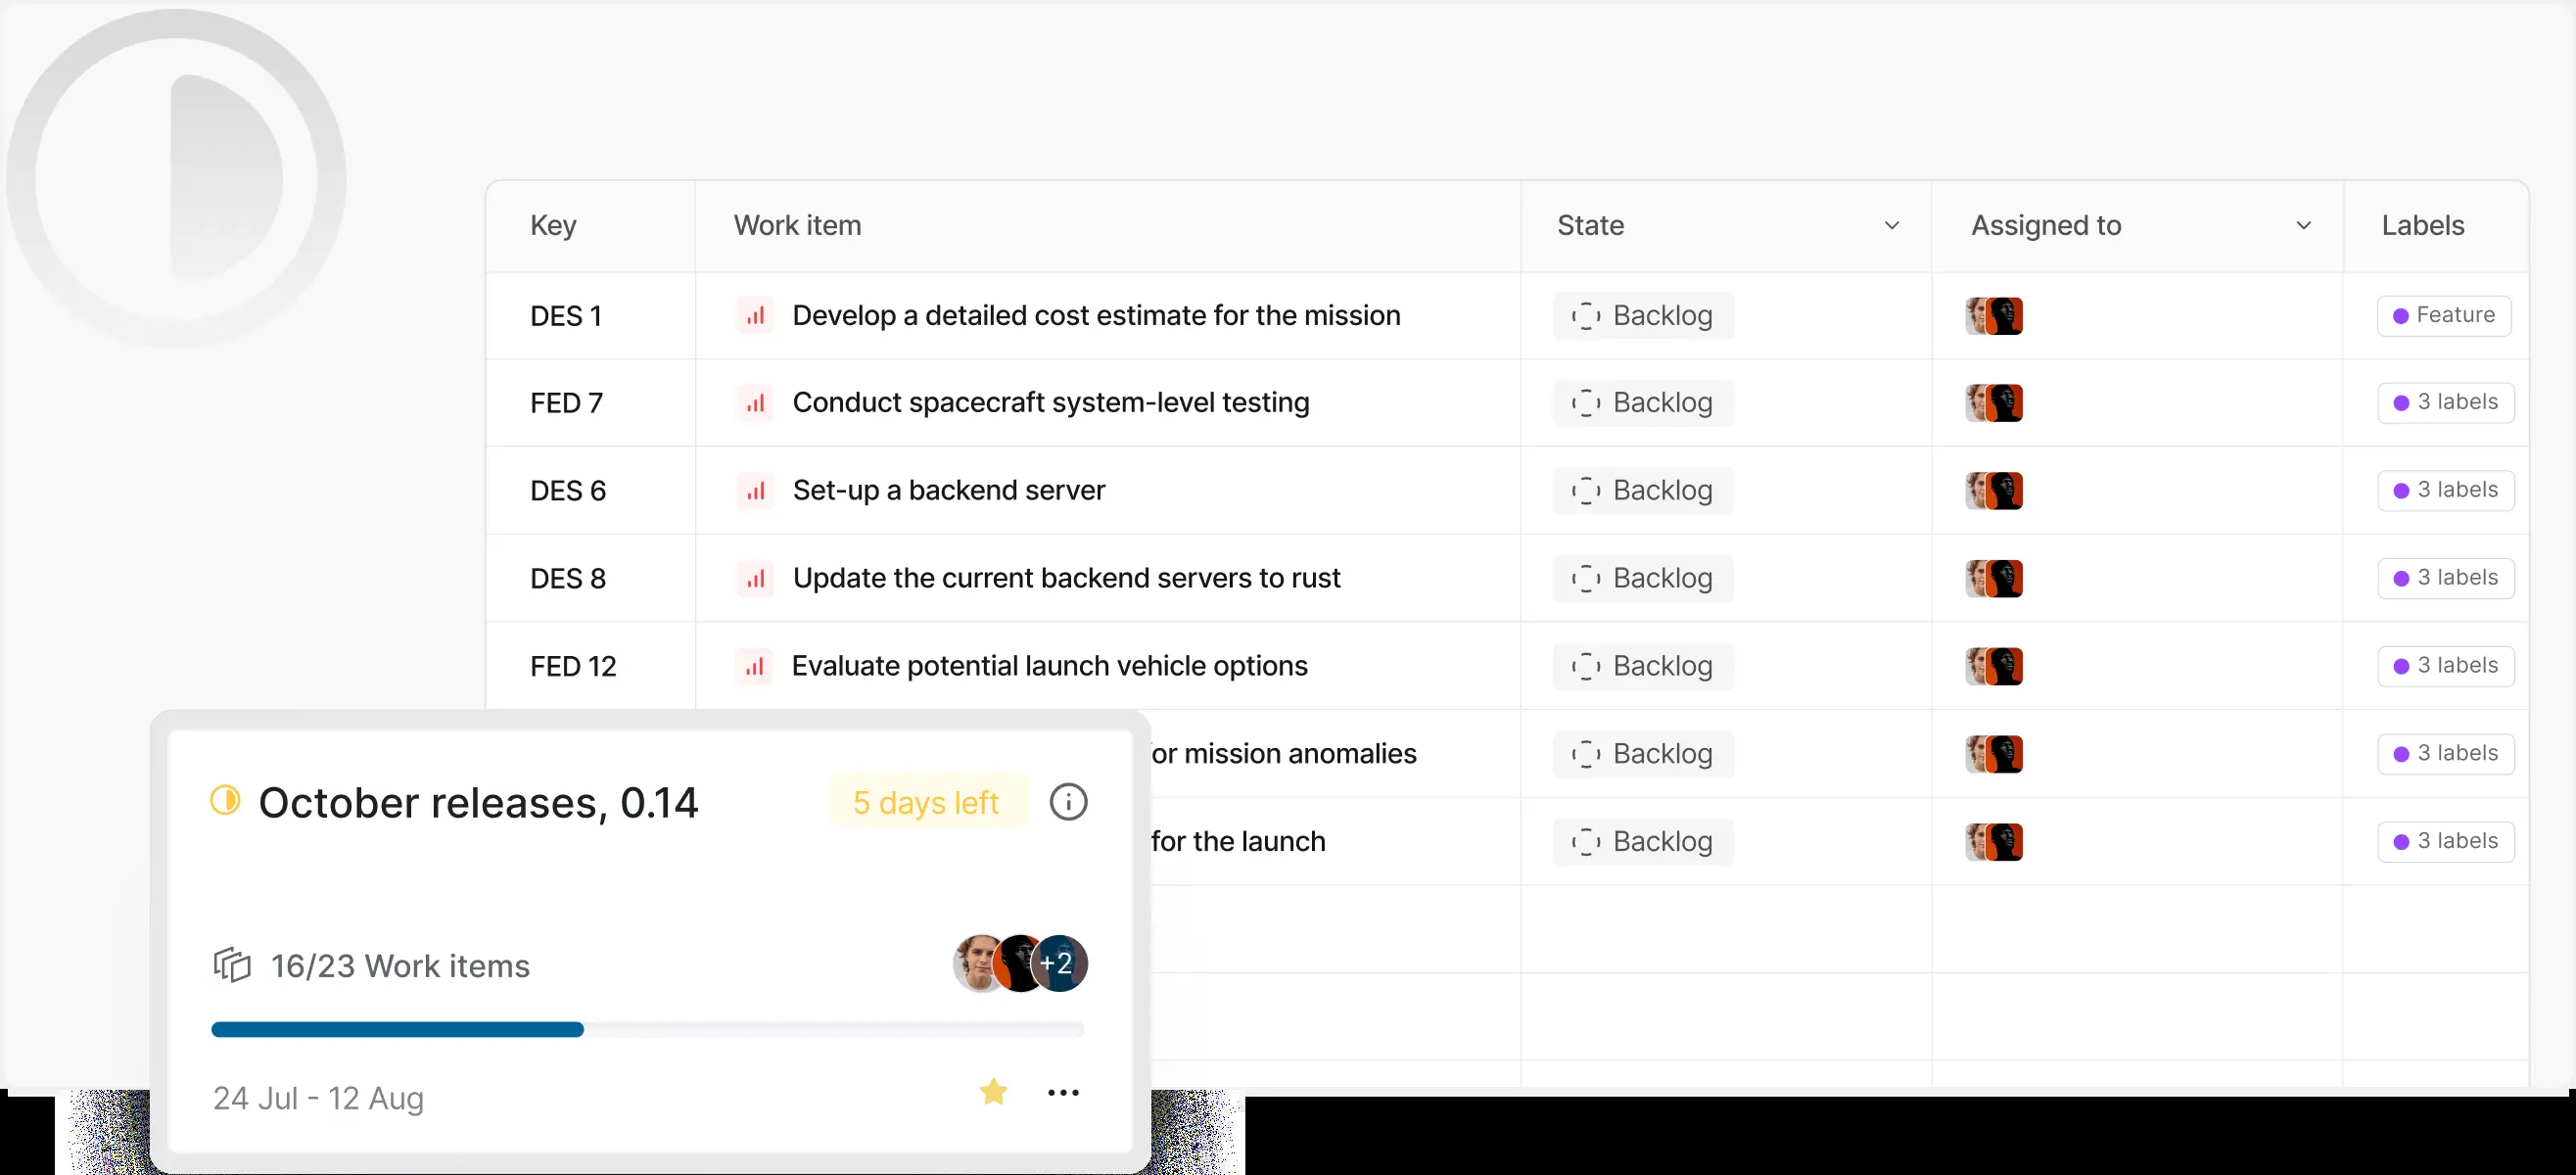 Key Work item State Assigned to Labels
DES 1 Develop a detailed cost estimate for the mission Backlog Feature
FED 7 Conduct spacecraft system-level testing Backlog 3 labels
DES 6 Set-up a backend server Backlog 3 labels
DES 8 Update the current backend servers to rust Backlog 3 labels
FED 12 Evaluate potential launch vehicle options Backlog 3 labels
or mission anomalies Backlog 3 labels
for the launch Backlog 3 labels
October releases, 0.14 5 days left
16/23 Work items +2
24 Jul - 12 Aug